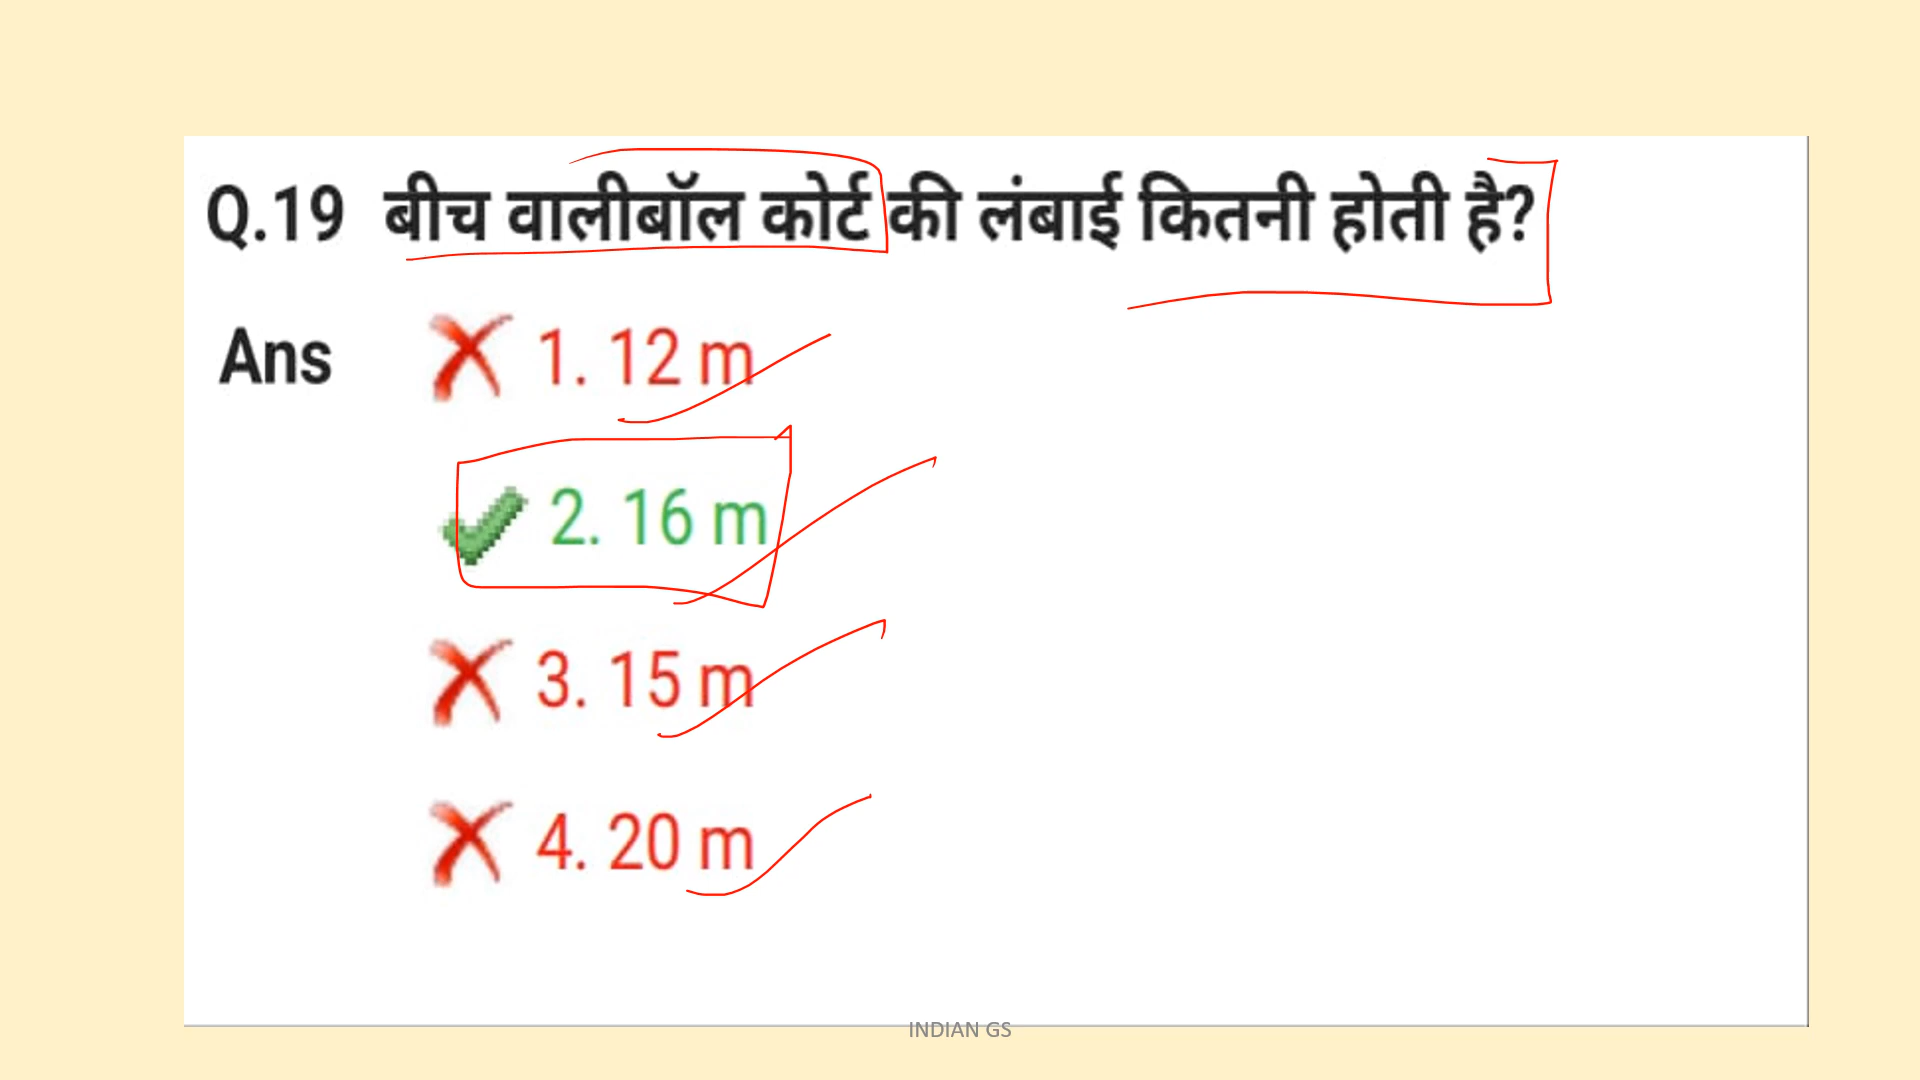 Q.19 बीच वालीबॉल कोर्ट की लंबाई कितनी होती है?
Ans 1. 12 m
2. 16 m
3. 15 m
4. 20 m
INDIAN GS